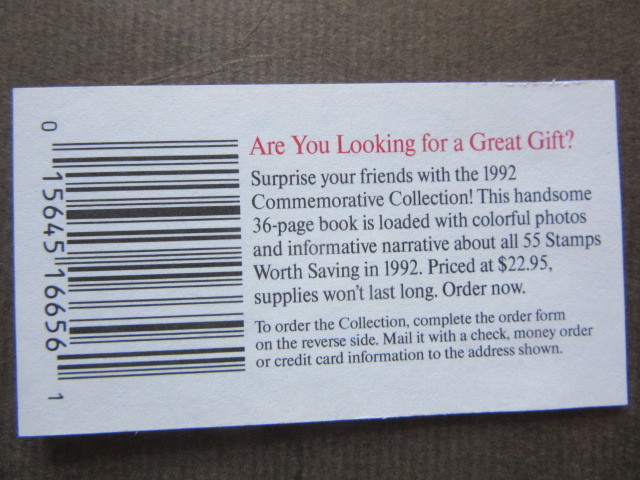 0 15645 16656 1
Are You Looking for a Great Gift?
Surprise your friends with the 1992
Commemorative Collection! This handsome
36-page book is loaded with colorful photos
and informative narrative about all 55 Stamps
Worth Saving in 1992. Priced at $22.95,
supplies won't last long. Order now.
To order the Collection, complete the order form
on the reverse side. Mail it with a check, money order
or credit card information to the address shown.